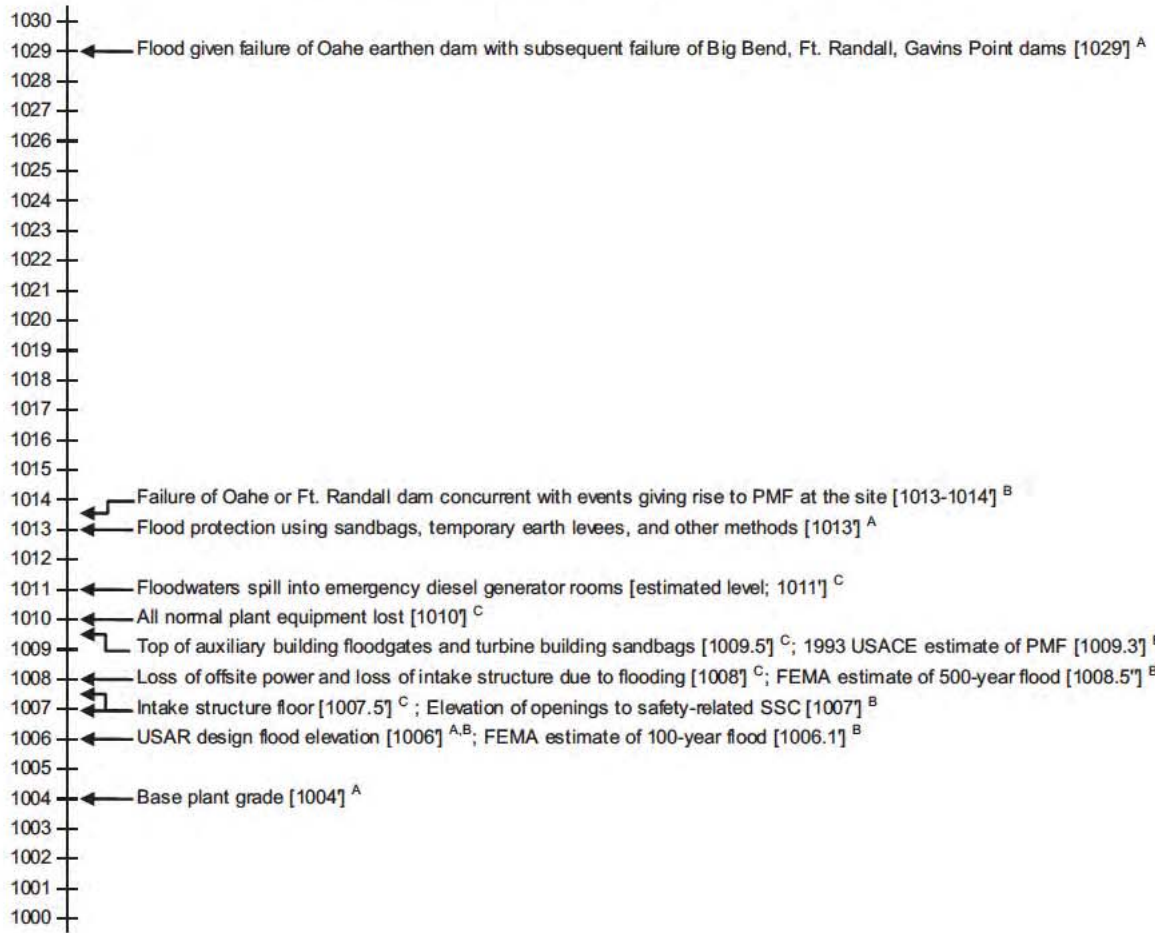 1030
1029 Flood given failure of Oahe earthen dam with subsequent failure of Big Bend, Ft. Randall, Gavins Point dams [1029'] A
1028
1027
1026
1025
1024
1023
1022
1021
1020
1019
1018
1017
1016
1015
1014 Failure of Oahe or Ft. Randall dam concurrent with events giving rise to PMF at the site [1013-1014'] B
1013 Flood protection using sandbags, temporary earth levees, and other methods [1013'] A
1012
1011 Floodwaters spill into emergency diesel generator rooms [estimated level; 1011'] C
1010 All normal plant equipment lost [1010'] C
1009 Top of auxiliary building floodgates and turbine building sandbags [1009.5'] C; 1993 USACE estimate of PMF [1009.3']
1008 Loss of offsite power and loss of intake structure due to flooding [1008'] C; FEMA estimate of 500-year flood [1008.5"] B
1007 Intake structure floor [1007.5'] C ; Elevation of openings to safety-related SSC [1007'] B
1006 USAR design flood elevation [1006'] A,B; FEMA estimate of 100-year flood [1006.1'] B
1005
1004 Base plant grade [1004'] A
1003
1002
1001
1000